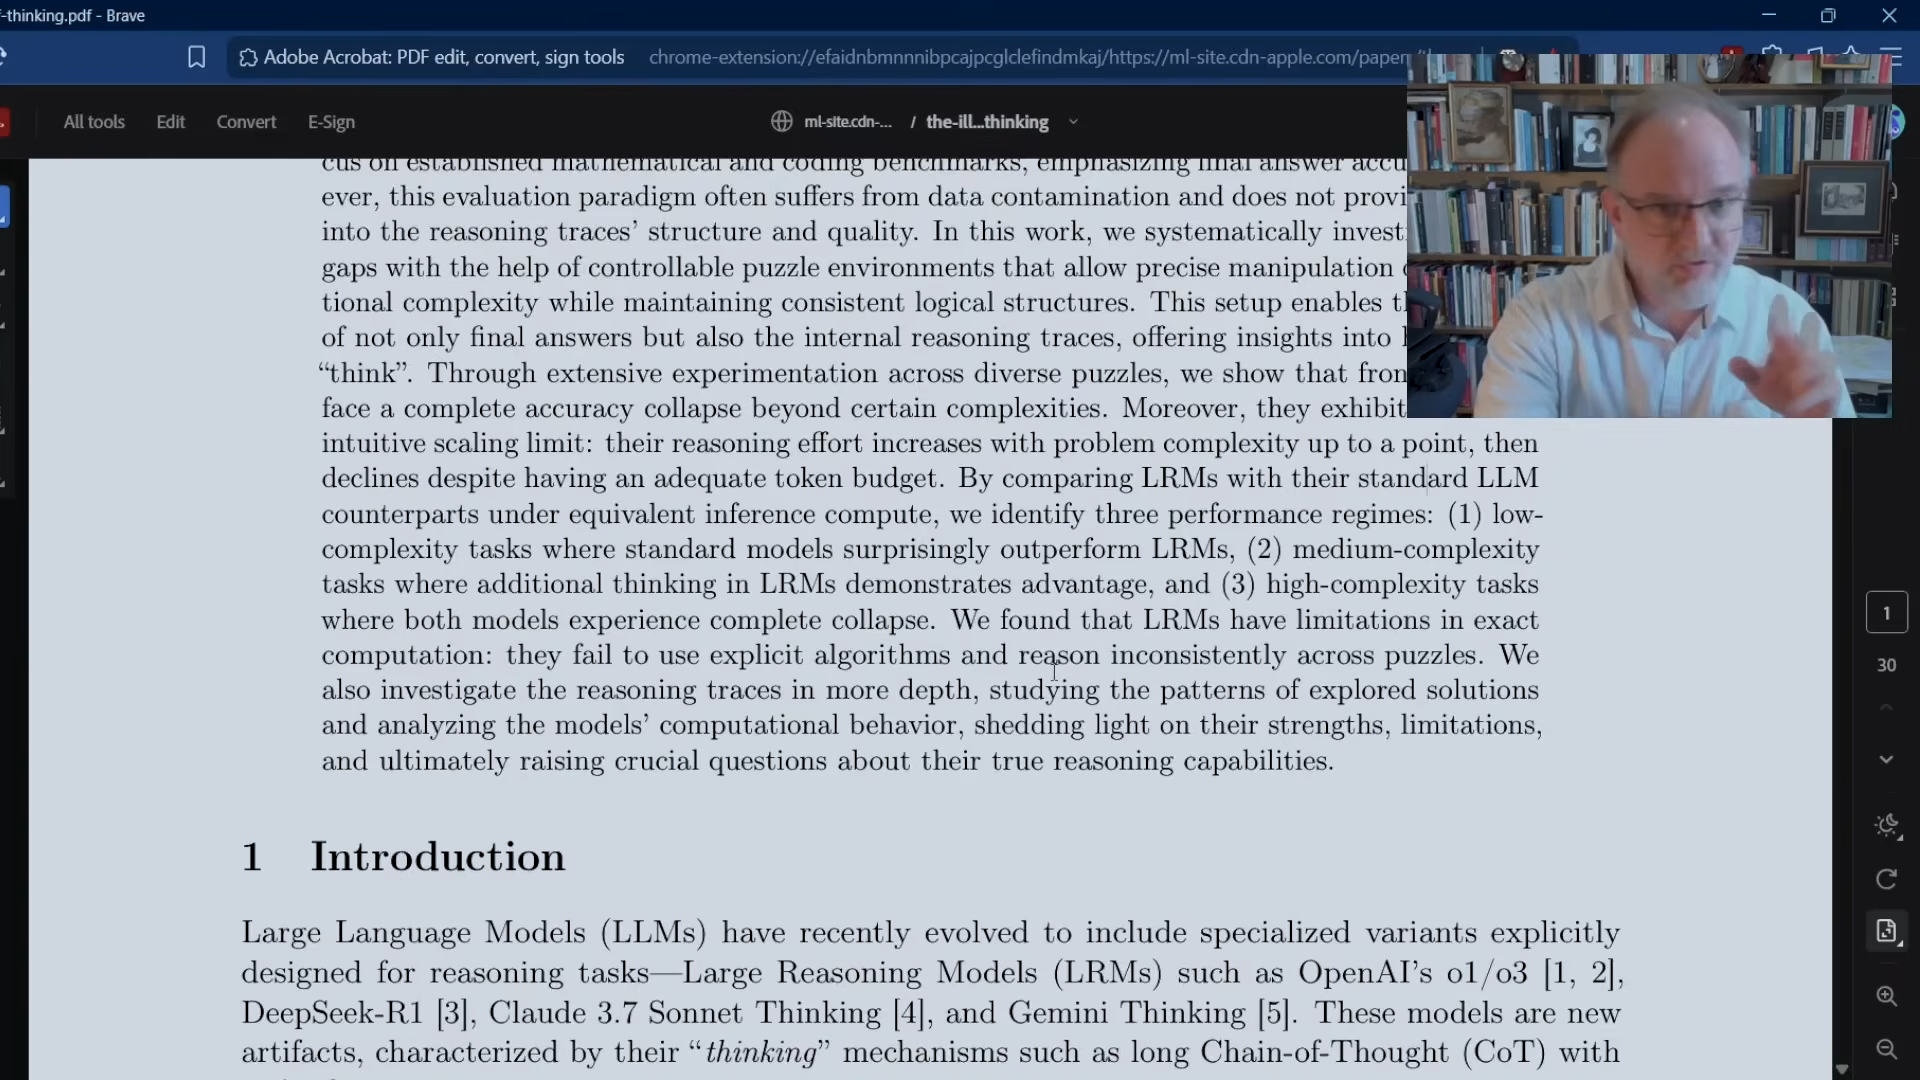 -thinking.pdf - Brave
Adobe Acrobat: PDF edit, convert, sign tools chrome-extension://efaidnbmnnnibpcajpcglclefindmkaj/https://ml-site.cdn-apple.com/paper
All tools Edit Convert E-Sign ml-site.cdn-... / the-ill...thinking
cus on established mathematical and coding benchmarks, emphasizing final answer accu
ever, this evaluation paradigm often suffers from data contamination and does not provi
into the reasoning traces’ structure and quality. In this work, we systematically invest
gaps with the help of controllable puzzle environments that allow precise manipulation
tional complexity while maintaining consistent logical structures. This setup enables t
of not only final answers but also the internal reasoning traces, offering insights into
“think”. Through extensive experimentation across diverse puzzles, we show that fron
face a complete accuracy collapse beyond certain complexities. Moreover, they exhibit
intuitive scaling limit: their reasoning effort increases with problem complexity up to a point, then
declines despite having an adequate token budget. By comparing LRMs with their standard LLM
counterparts under equivalent inference compute, we identify three performance regimes: (1) low-
complexity tasks where standard models surprisingly outperform LRMs, (2) medium-complexity
tasks where additional thinking in LRMs demonstrates advantage, and (3) high-complexity tasks
where both models experience complete collapse. We found that LRMs have limitations in exact
computation: they fail to use explicit algorithms and reason inconsistently across puzzles. We
also investigate the reasoning traces in more depth, studying the patterns of explored solutions
and analyzing the models’ computational behavior, shedding light on their strengths, limitations,
and ultimately raising crucial questions about their true reasoning capabilities.
1 Introduction
Large Language Models (LLMs) have recently evolved to include specialized variants explicitly
designed for reasoning tasks—Large Reasoning Models (LRMs) such as OpenAI’s o1/o3 [1, 2],
DeepSeek-R1 [3], Claude 3.7 Sonnet Thinking [4], and Gemini Thinking [5]. These models are new
artifacts, characterized by their “thinking” mechanisms such as long Chain-of-Thought (CoT) with
1
30